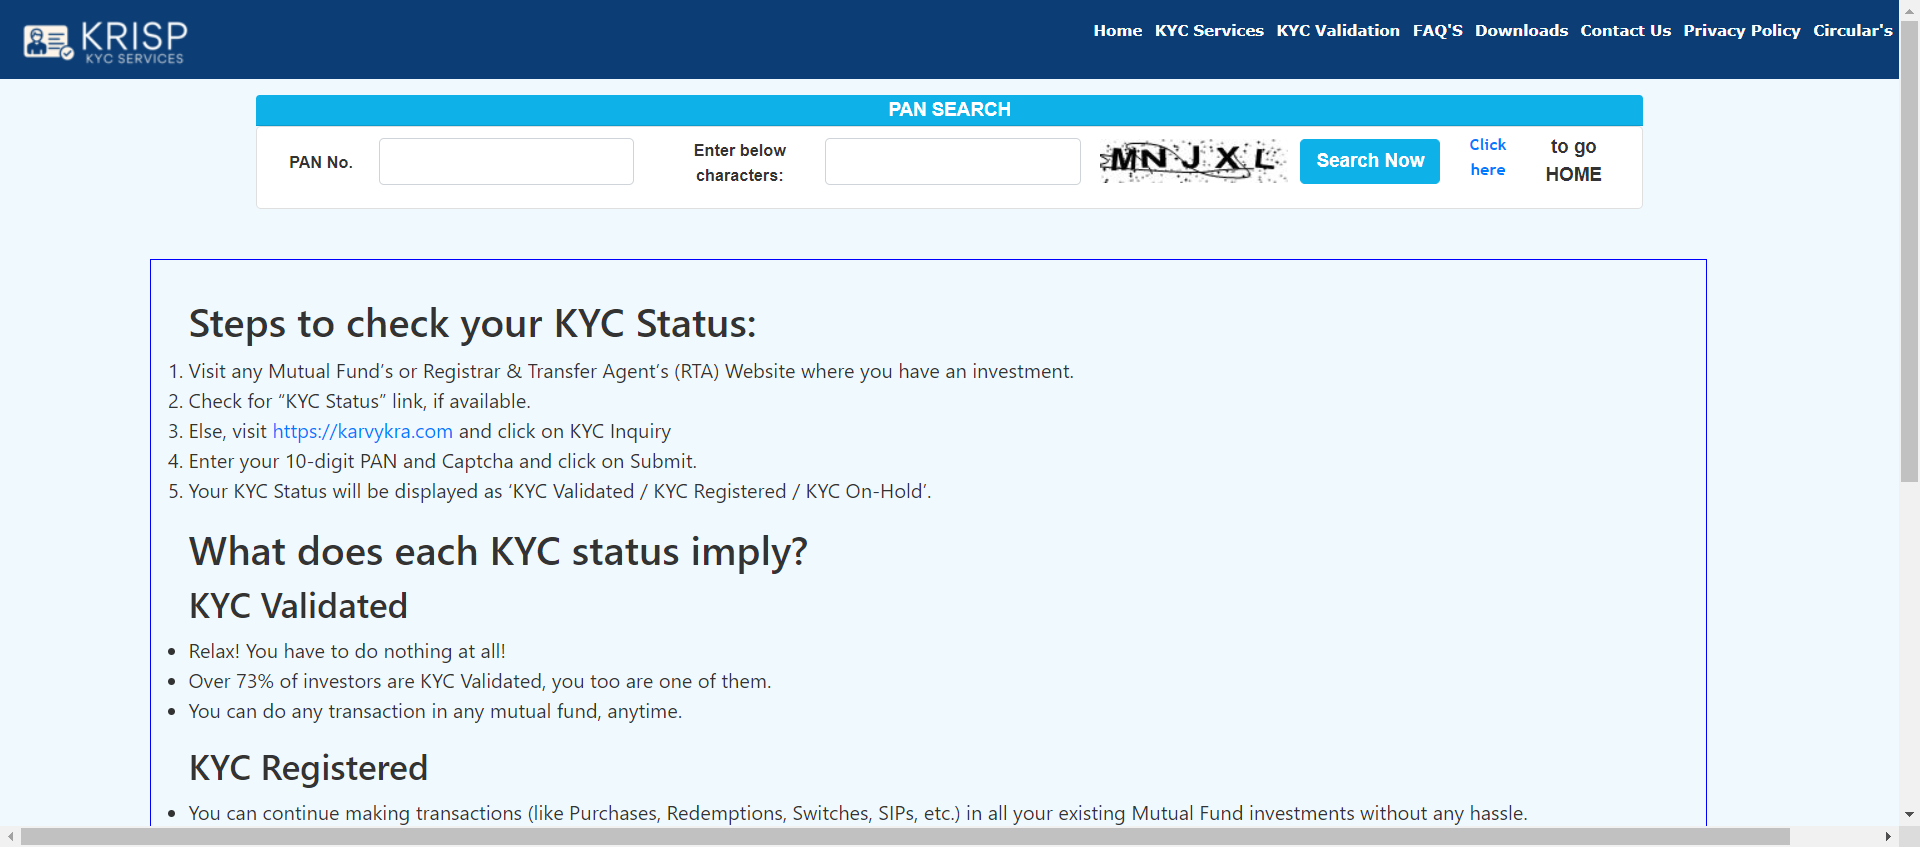 KRISP
KYC SERVICES
Home KYC Services KYC Validation FAQ'S Downloads Contact Us Privacy Policy Circular's
PAN SEARCH
PAN No.
Enter below
characters:
MNJXL
Search Now
Click
here
to go
HOME
Steps to check your KYC Status:
1. Visit any Mutual Fund’s or Registrar & Transfer Agent’s (RTA) Website where you have an investment.
2. Check for “KYC Status” link, if available.
3. Else, visit https://karvykra.com and click on KYC Inquiry
4. Enter your 10-digit PAN and Captcha and click on Submit.
5. Your KYC Status will be displayed as ‘KYC Validated / KYC Registered / KYC On-Hold’.
What does each KYC status imply?
KYC Validated
• Relax! You have to do nothing at all!
• Over 73% of investors are KYC Validated, you too are one of them.
• You can do any transaction in any mutual fund, anytime.
KYC Registered
• You can continue making transactions (like Purchases, Redemptions, Switches, SIPs, etc.) in all your existing Mutual Fund investments without any hassle.